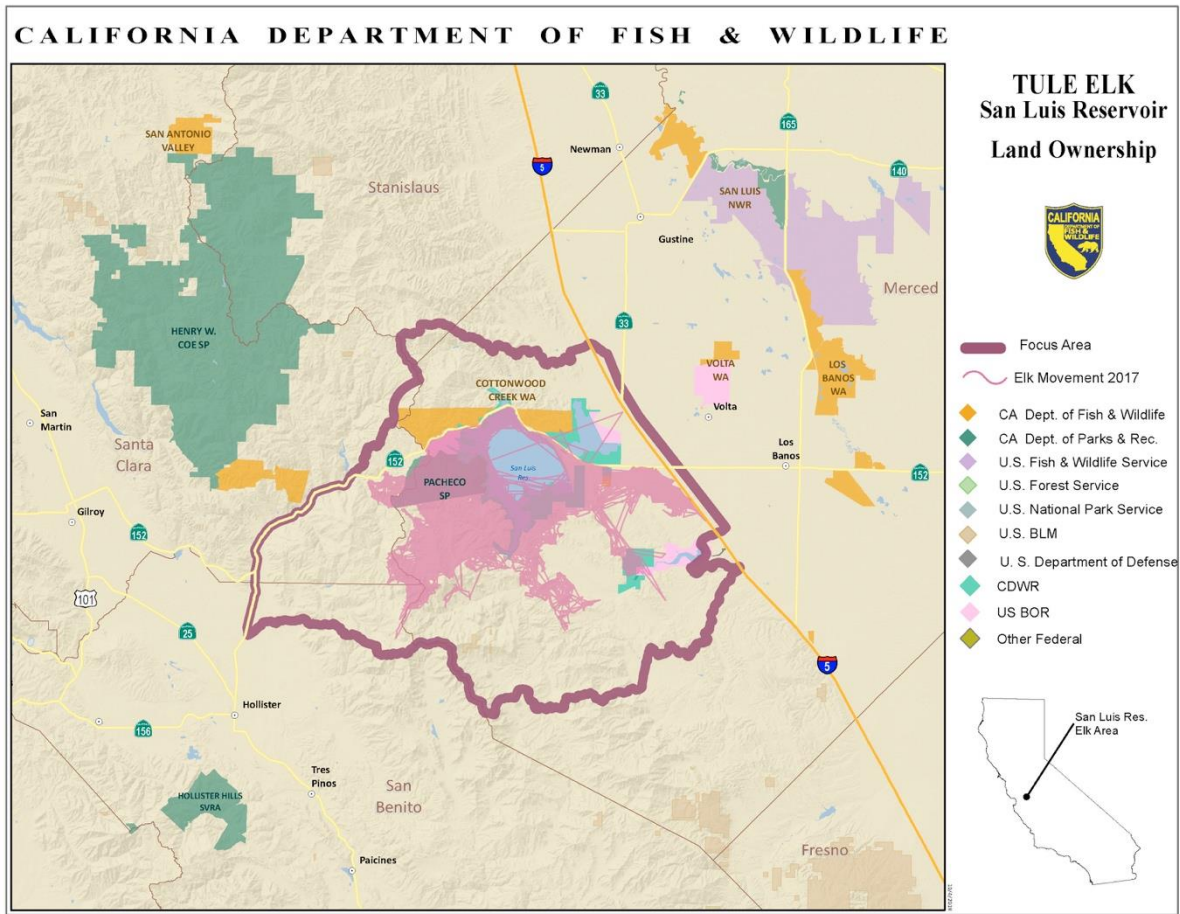 CALIFORNIA DEPARTMENT OF FISH & WILDLIFE
TULE ELK
San Luis Reservoir
Land Ownership
CALIFORNIA
DEPARTMENT OF
FISH &
WILDLIFE
Focus Area
Elk Movement 2017
CA Dept. of Fish & Wildlife
CA Dept. of Parks & Rec.
U.S. Fish & Wildlife Service
U.S. Forest Service
U.S. National Park Service
U.S. BLM
U. S. Department of Defense
CDWR
US BOR
Other Federal
San Luis Res.
Elk Area
33
165
SAN ANTONIO
VALLEY
Newman
5
140
Stanislaus
SAN LUIS
NWR
Gustine
Merced
33
HENRY W.
COE SP
VOLTA
WA
LOS
BANOS
WA
COTTONWOOD
CREEK WA
Volta
San
Martin
Santa
Clara
Los
Banos
152
152
San Luis
Res.
PACHECO
SP
Gilroy
152
101
25
5
Hollister
156
Tres
Pinos
San
Benito
HOLLISTER HILLS
SVRA
Paicines
Fresno